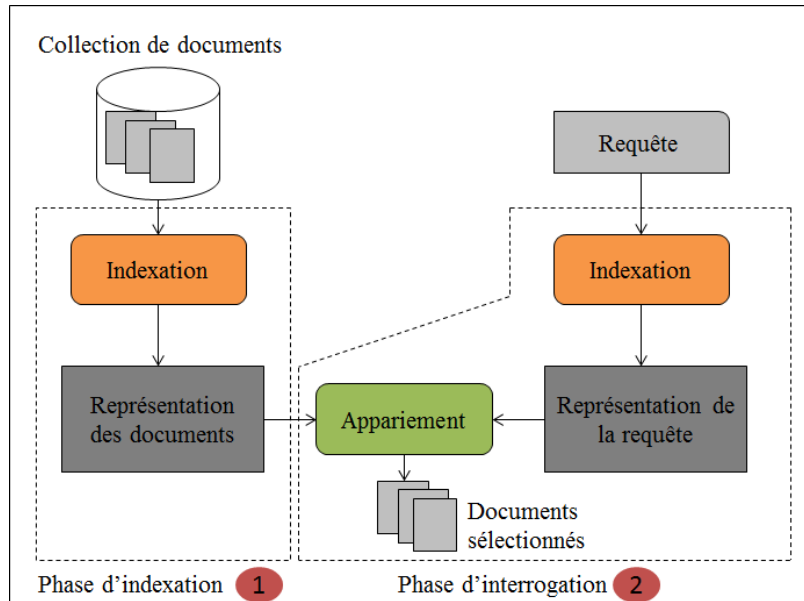 Collection de documents
Requête
Indexation
Indexation
Représentation
des documents
Appariement
Représentation de
la requête
Documents
sélectionnés
Phase d’indexation 1
Phase d’interrogation 2